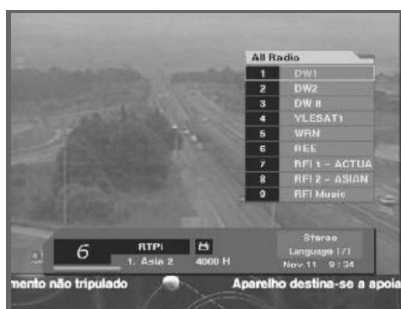 All Radio
1 DW1
2 DW2
3 DW 8
4 YLESAT1
5 WRN
6 REE
7 RFI 1 - ACTUA
8 RFI 2 - ASIAN
9 RFI Music
6 RTPi
1. Asia 2 4000 H
Stereo
Language 1/1
Nov.11 9:34
mento não tripulado Aparelho destina-se a apoia